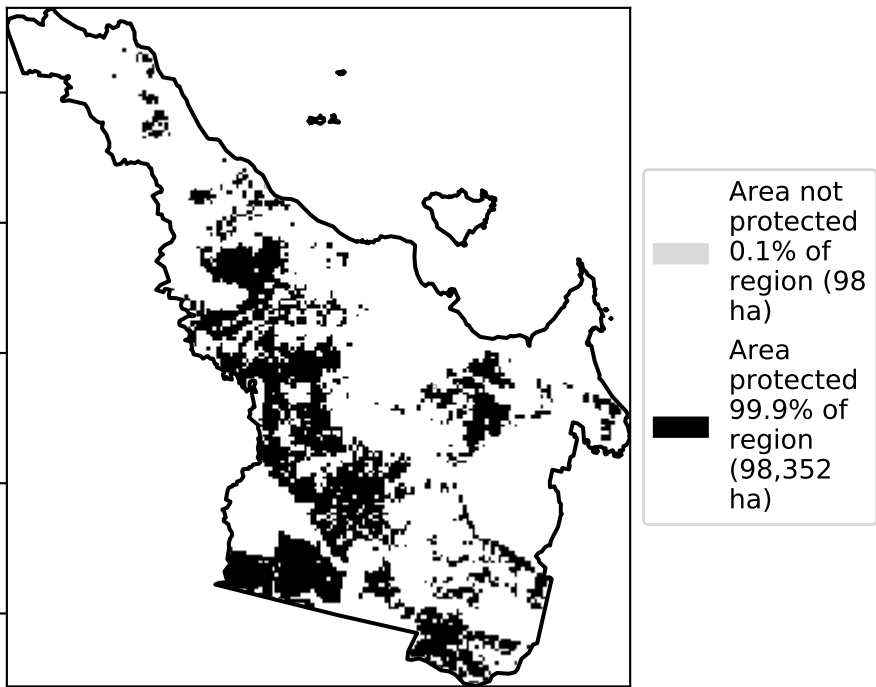 Area not
protected
0.1% of
region (98
ha)
Area
protected
99.9% of
region
(98,352
ha)